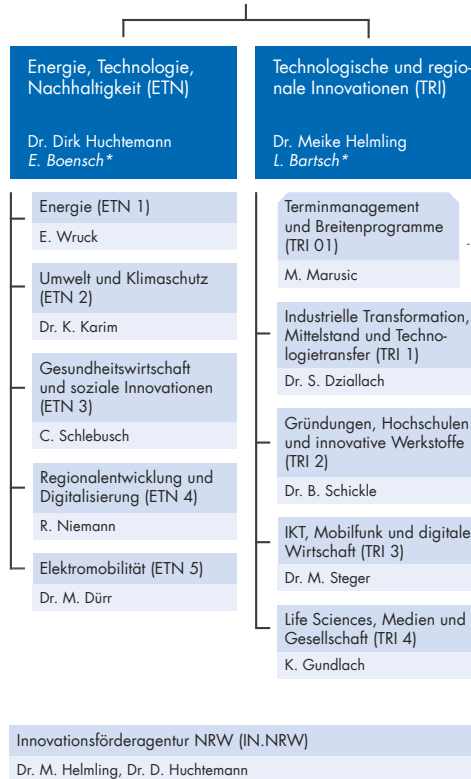 Energie, Technologie,
Nachhaltigkeit (ETN)
Dr. Dirk Huchtemann
E. Boensch*
Energie (ETN 1)
E. Wruck
Umwelt und Klimaschutz
(ETN 2)
Dr. K. Karim
Gesundheitswirtschaft
und soziale Innovationen
(ETN 3)
C. Schlebusch
Regionalentwicklung und
Digitalisierung (ETN 4)
R. Niemann
Elektromobilität (ETN 5)
Dr. M. Dürr
Technologische und regio-
nale Innovationen (TRI)
Dr. Meike Helmling
L. Bartsch*
Terminmanagement
und Breitenprogramme
(TRI 01)
M. Marusic
Industrielle Transformation,
Mittelstand und Techno-
logietransfer (TRI 1)
Dr. S. Dziallach
Gründungen, Hochschulen
und innovative Werkstoffe
(TRI 2)
Dr. B. Schickle
IKT, Mobilfunk und digitale
Wirtschaft (TRI 3)
Dr. M. Steger
Life Sciences, Medien und
Gesellschaft (TRI 4)
K. Gundlach
Innovationsförderagentur NRW (IN.NRW)
Dr. M. Helmling, Dr. D. Huchtemann